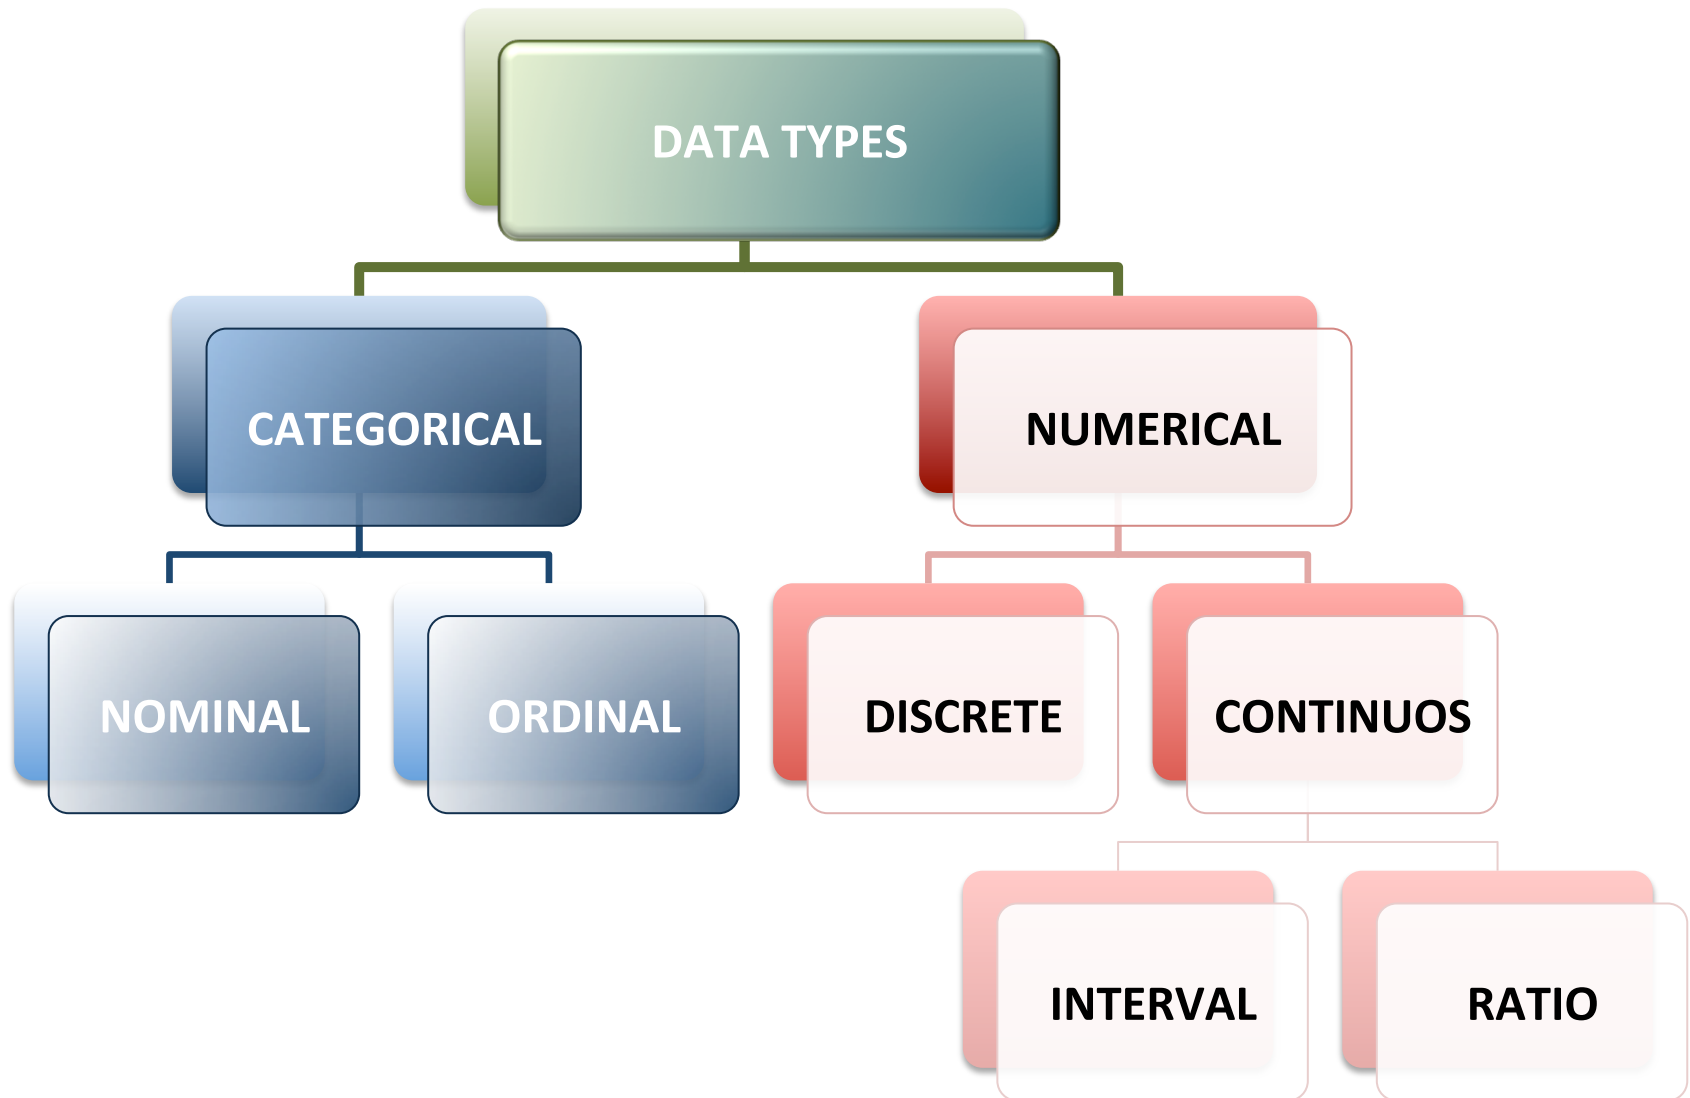 DATA TYPES
CATEGORICAL
NUMERICAL
NOMINAL
ORDINAL
DISCRETE
CONTINUOS
INTERVAL
RATIO